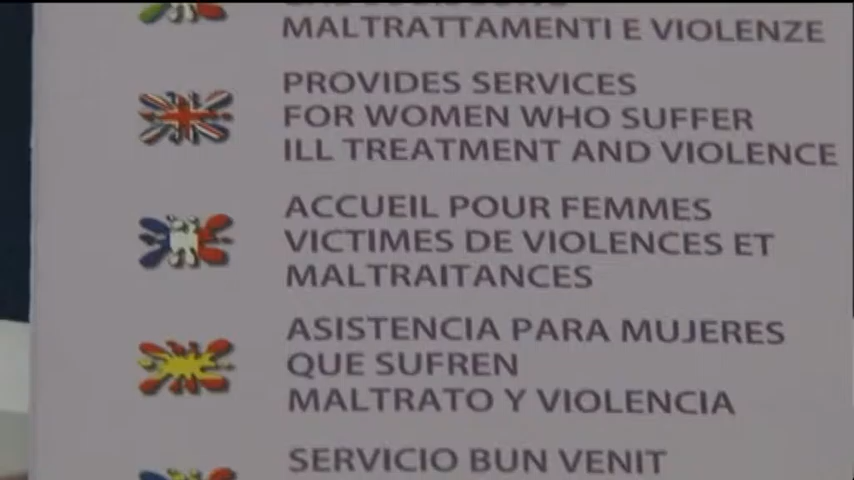 MALTRATTAMENTI E VIOLENZE
PROVIDES SERVICES
FOR WOMEN WHO SUFFER
ILL TREATMENT AND VIOLENCE
ACCUEIL POUR FEMMES
VICTIMES DE VIOLENCES ET
MALTRAITANCES
ASISTENCIA PARA MUJERES
QUE SUFREN
MALTRATO Y VIOLENCIA
SERVICIO BUN VENIT